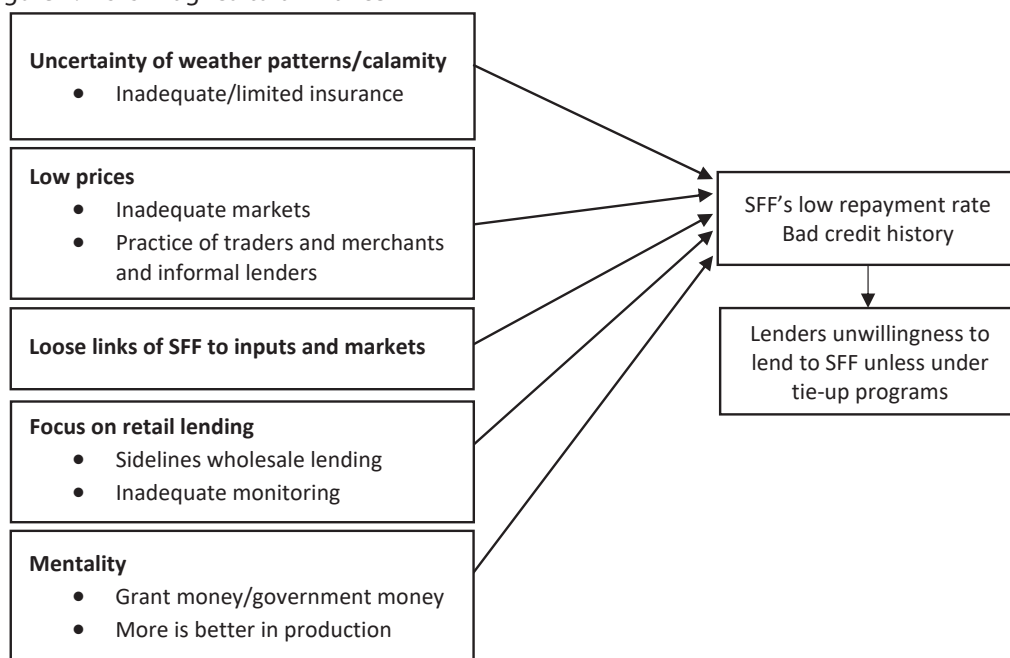 Uncertainty of weather patterns/calamity
• Inadequate/limited insurance
Low prices
• Inadequate markets
• Practice of traders and merchants
and informal lenders
Loose links of SFF to inputs and markets
Focus on retail lending
• Sidelines wholesale lending
• Inadequate monitoring
Mentality
• Grant money/government money
• More is better in production
SFF’s low repayment rate
Bad credit history
Lenders unwillingness to
lend to SFF unless under
tie-up programs